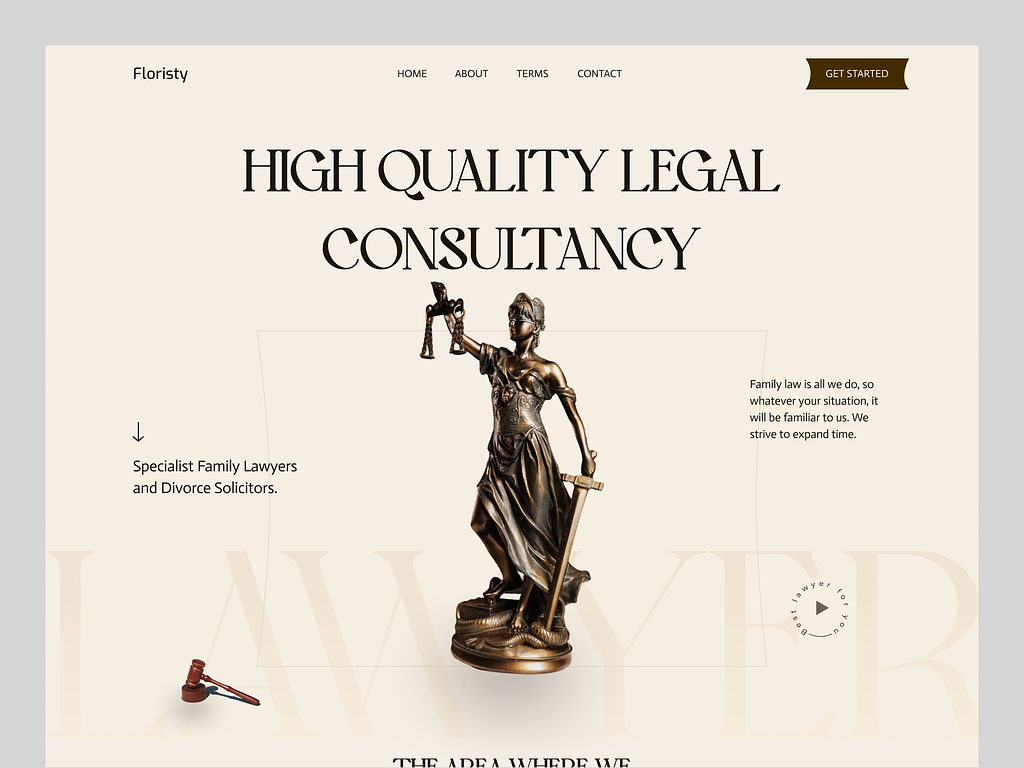 Floristy
HOME ABOUT TERMS CONTACT
GET STARTED
HIGH QUALITY LEGAL
CONSULTANCY
Family law is all we do, so
whatever your situation, it
will be familiar to us. We
strive to expand time.
Specialist Family Lawyers
and Divorce Solicitors.
LAWYER
Best lawyer for You
THE AREA WHERE WE